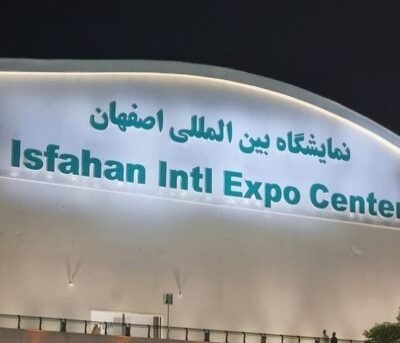 نمایشگاه بین المللی اصفهان
Isfahan Intl Expo Center